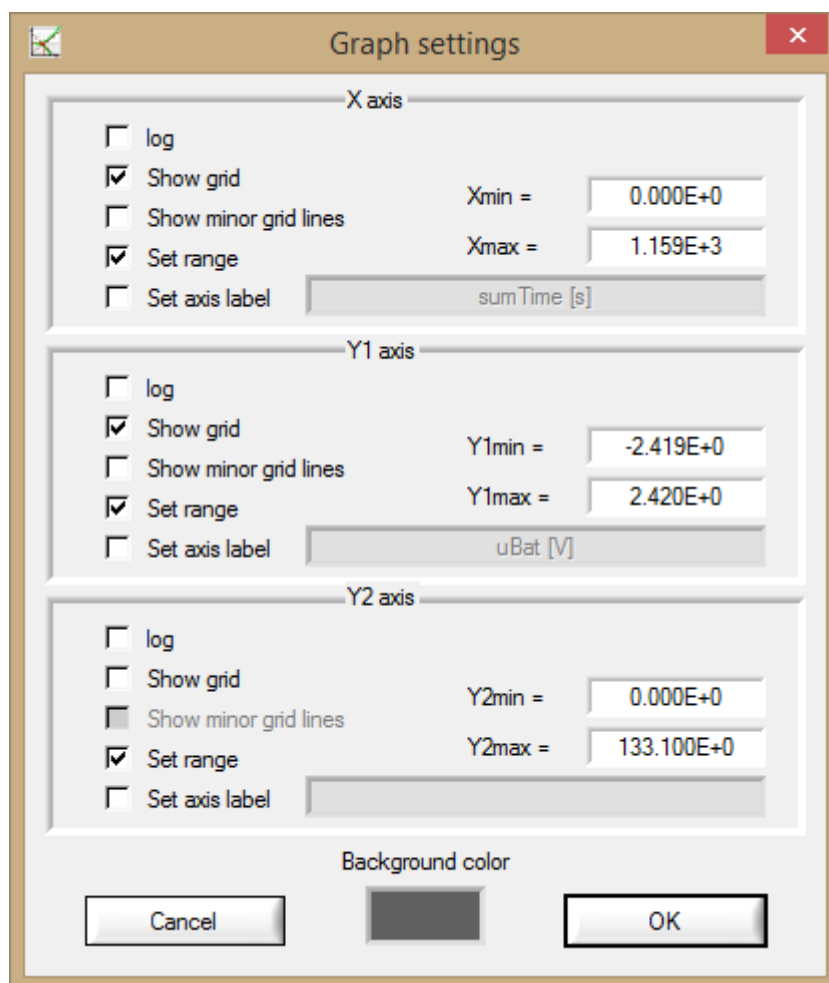 Graph settings
X axis
log
Show grid
Xmin = 0.000E+0
Show minor grid lines
Xmax = 1.159E+3
Set range
Set axis label sumTime [s]
Y1 axis
log
Show grid
Y1min = -2.419E+0
Show minor grid lines
Y1max = 2.420E+0
Set range
Set axis label uBat [V]
Y2 axis
log
Show grid
Y2min = 0.000E+0
Show minor grid lines
Y2max = 133.100E+0
Set range
Set axis label
Background color
Cancel OK